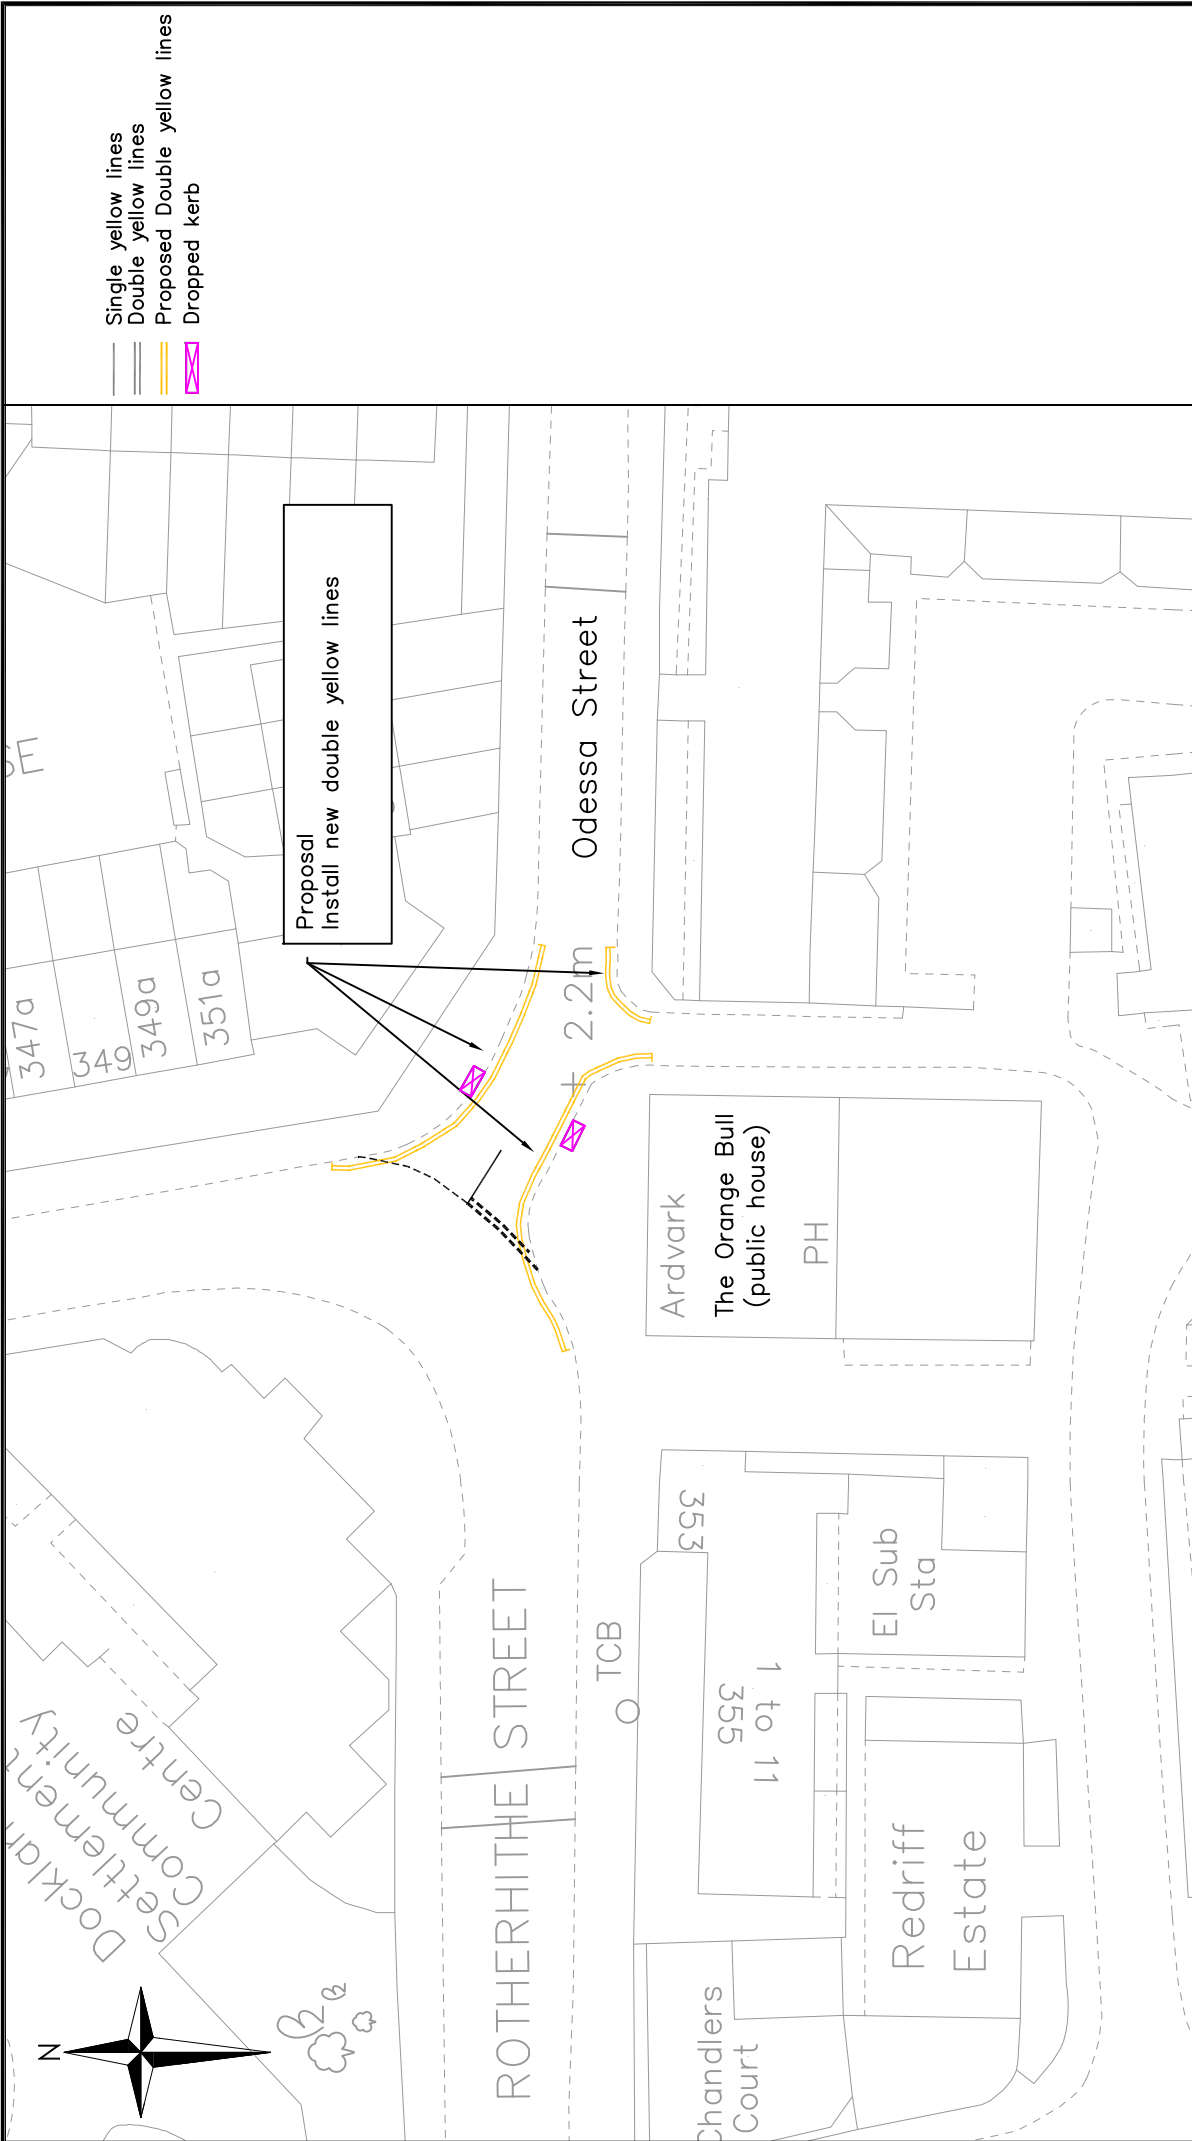 Single yellow lines
Double yellow lines
Proposed Double yellow lines
Dropped kerb
Proposal
Install new double yellow lines
Odessa Street
2.2m
347a
349
349a
351a
Ardvark
The Orange Bull
(public house)
PH
353
El Sub
Sta
TCB
1 to 11
355
ROTHERHITHE STREET
Settlement
Community
Centre
Redriff
Estate
Chandlers
Court
N